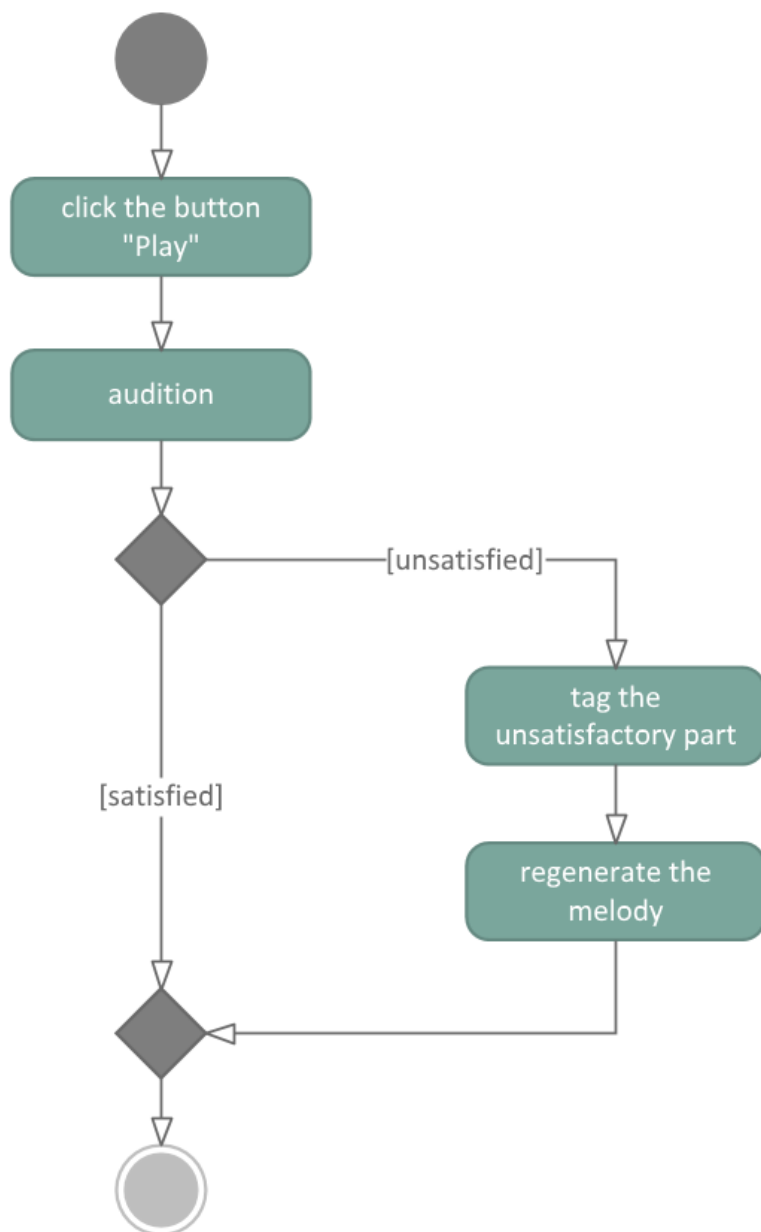 click the button
"Play"
audition
[unsatisfied]
tag the
unsatisfactory part
[satisfied]
regenerate the
melody